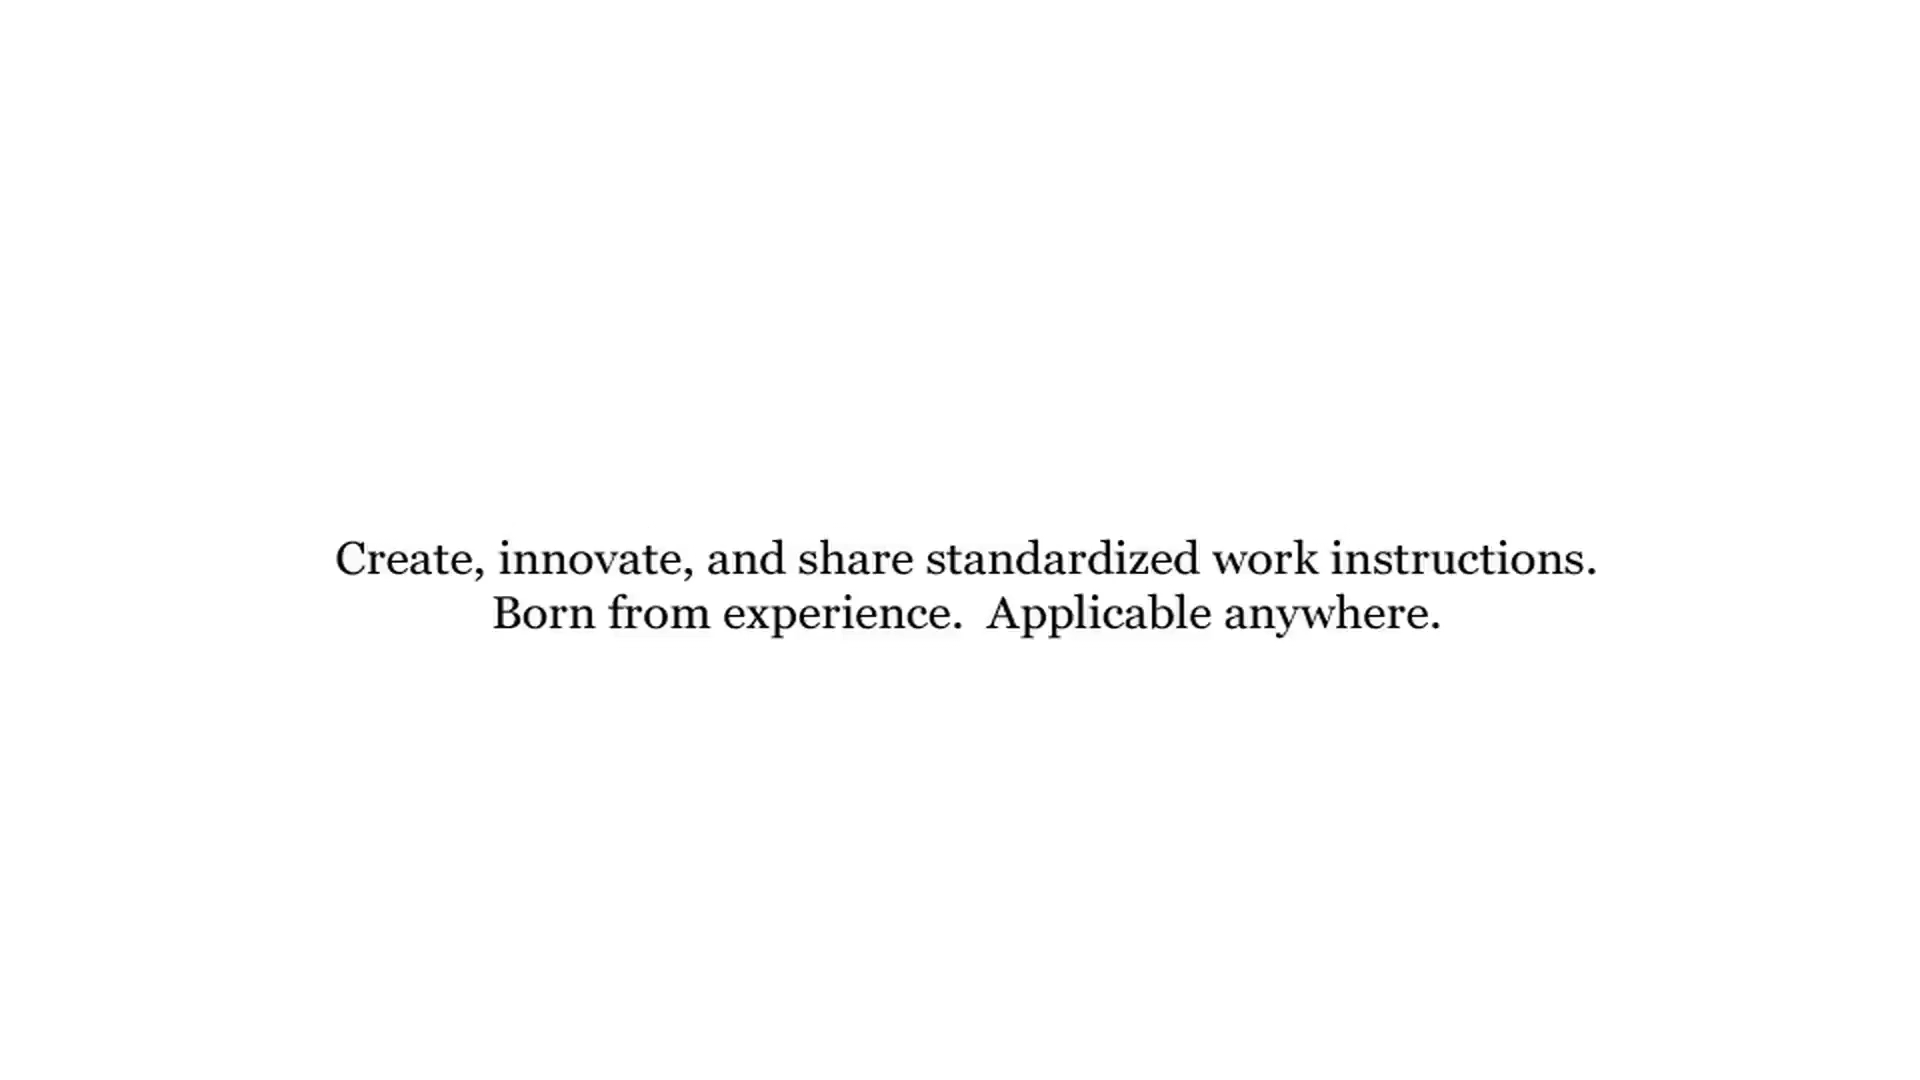 Create, innovate, and share standardized work instructions.
Born from experience.  Applicable anywhere.